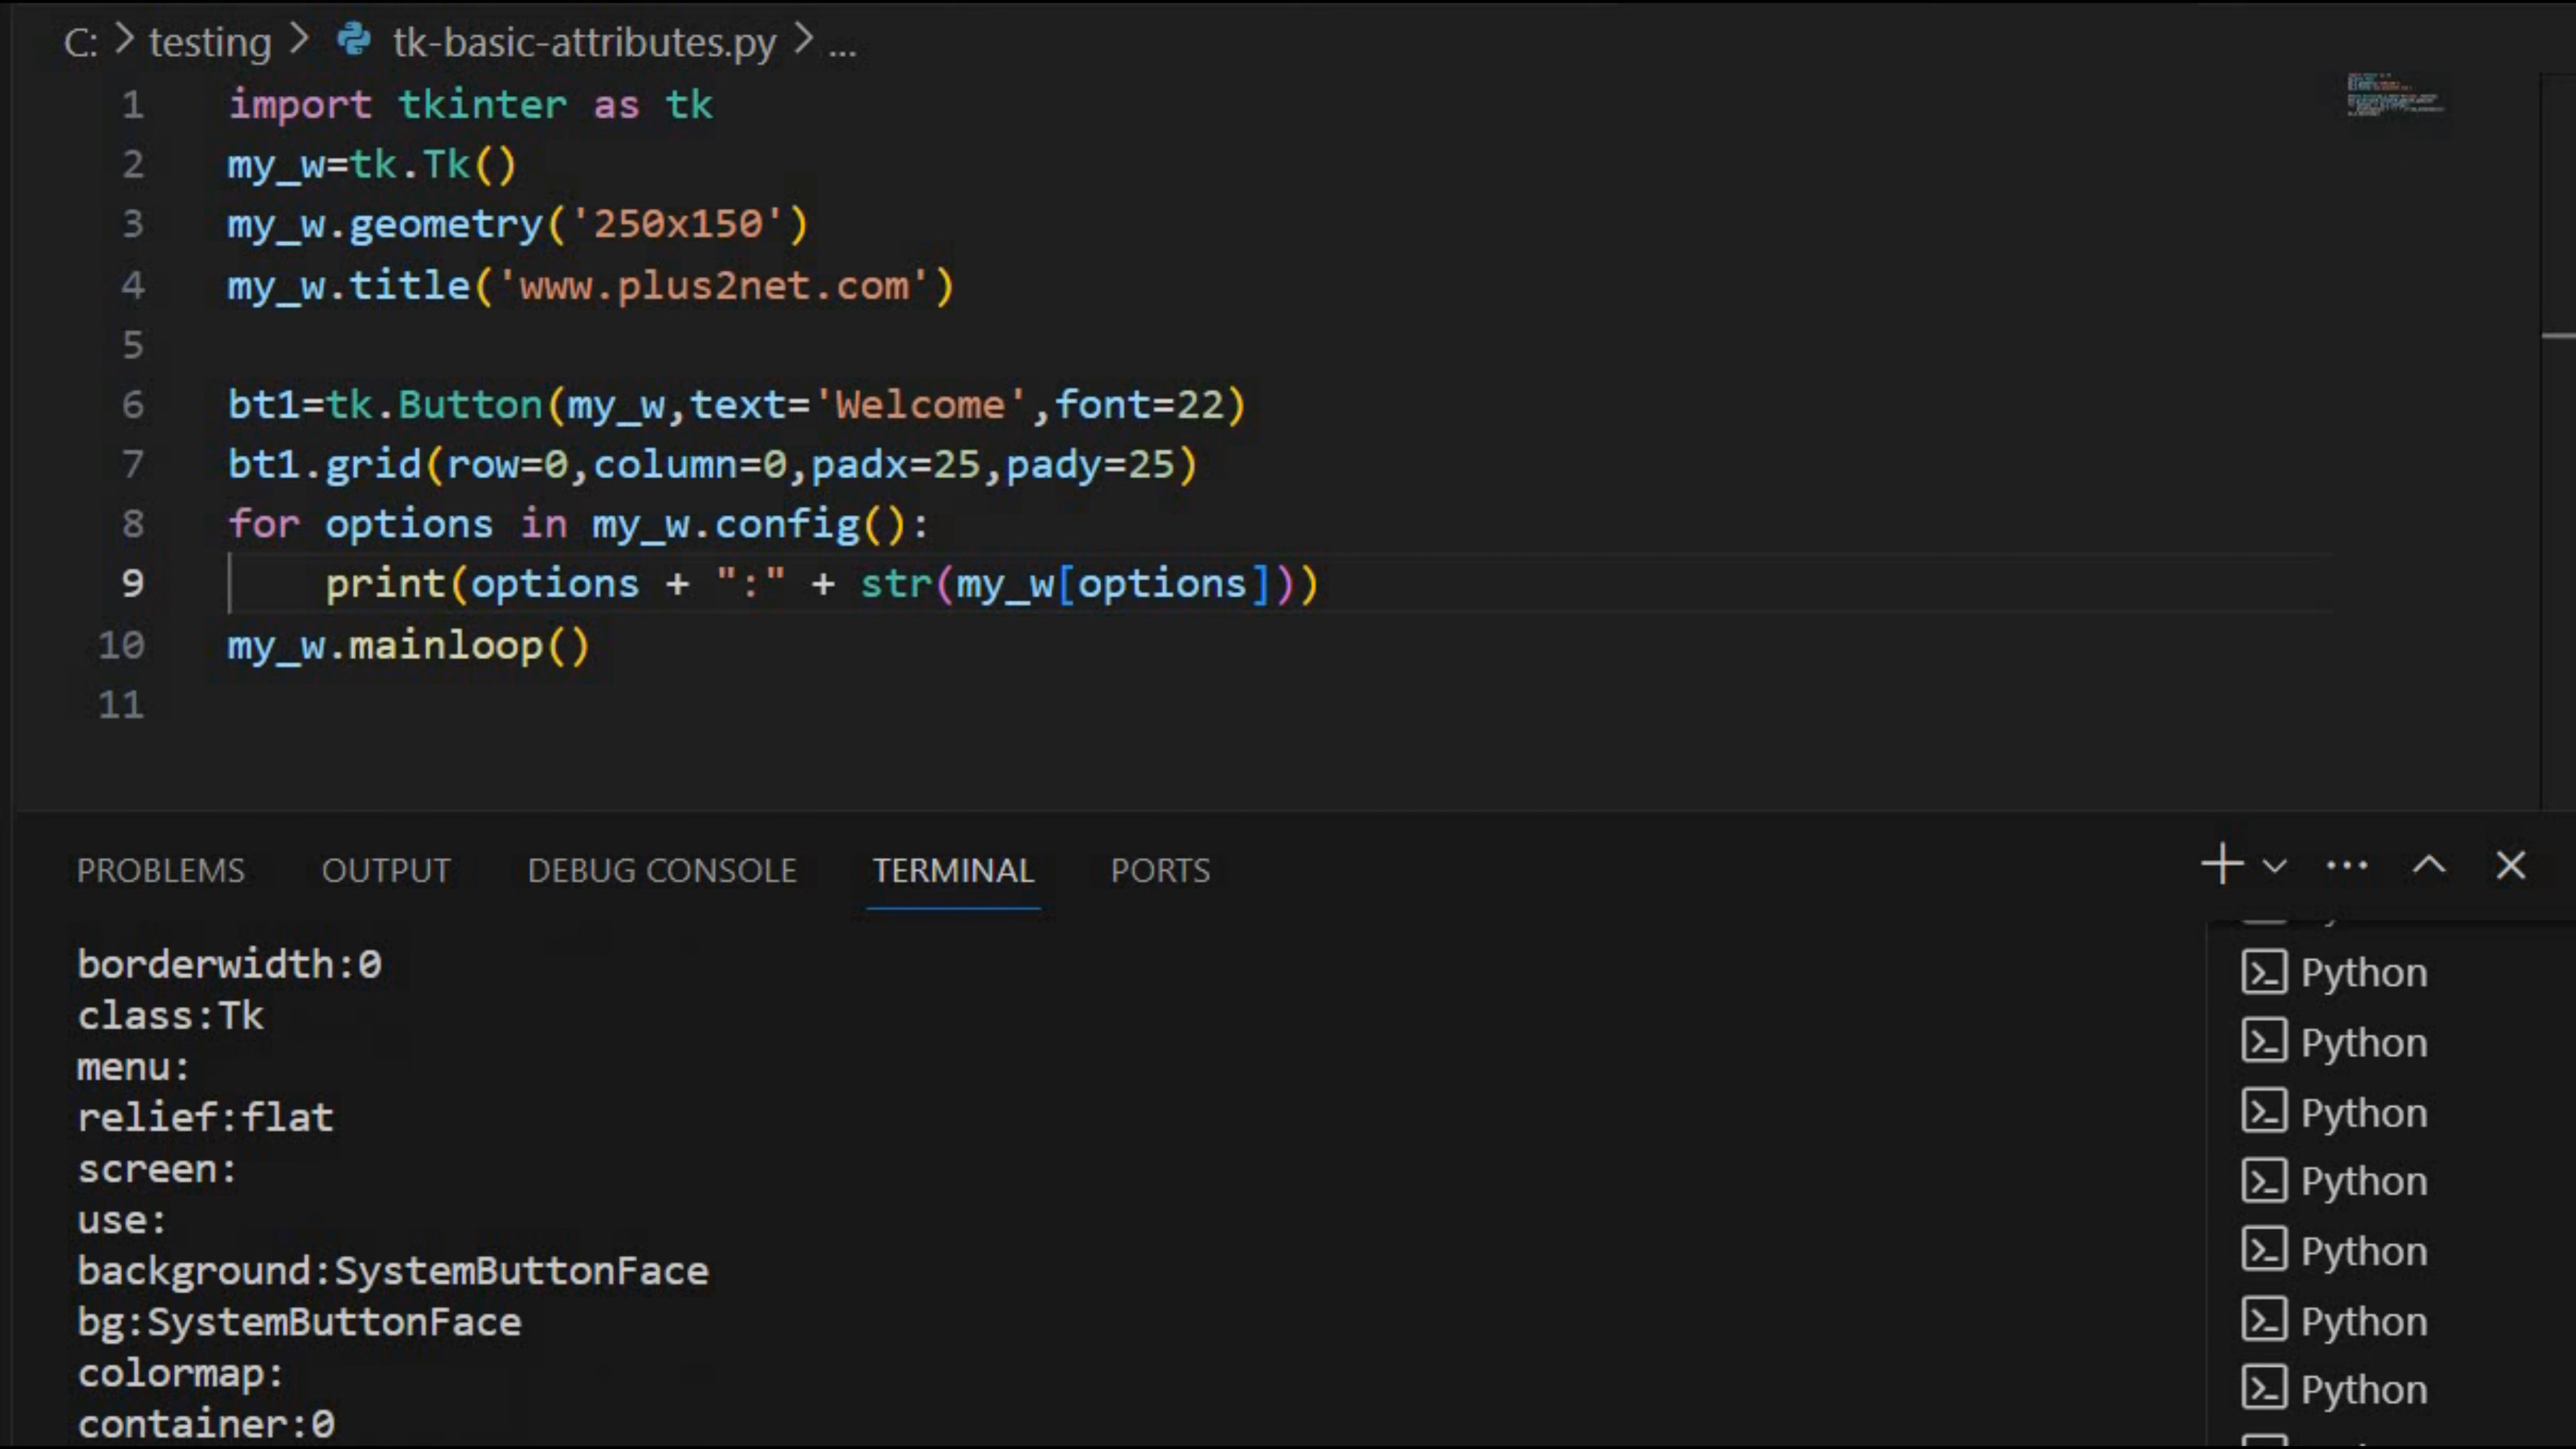 C: > testing > tk-basic-attributes.py > ...
1 import tkinter as tk
2 my_w=tk.Tk()
3 my_w.geometry('250x150')
4 my_w.title('www.plus2net.com')
5
6 bt1=tk.Button(my_w,text='Welcome',font=22)
7 bt1.grid(row=0,column=0,padx=25,pady=25)
8 for options in my_w.config():
9     print(options + ":" + str(my_w[options]))
10 my_w.mainloop()
11
PROBLEMS OUTPUT DEBUG CONSOLE TERMINAL PORTS
borderwidth:0
class:Tk
menu:
relief:flat
screen:
use:
background:SystemButtonFace
bg:SystemButtonFace
colormap:
container:0
Python
Python
Python
Python
Python
Python
Python